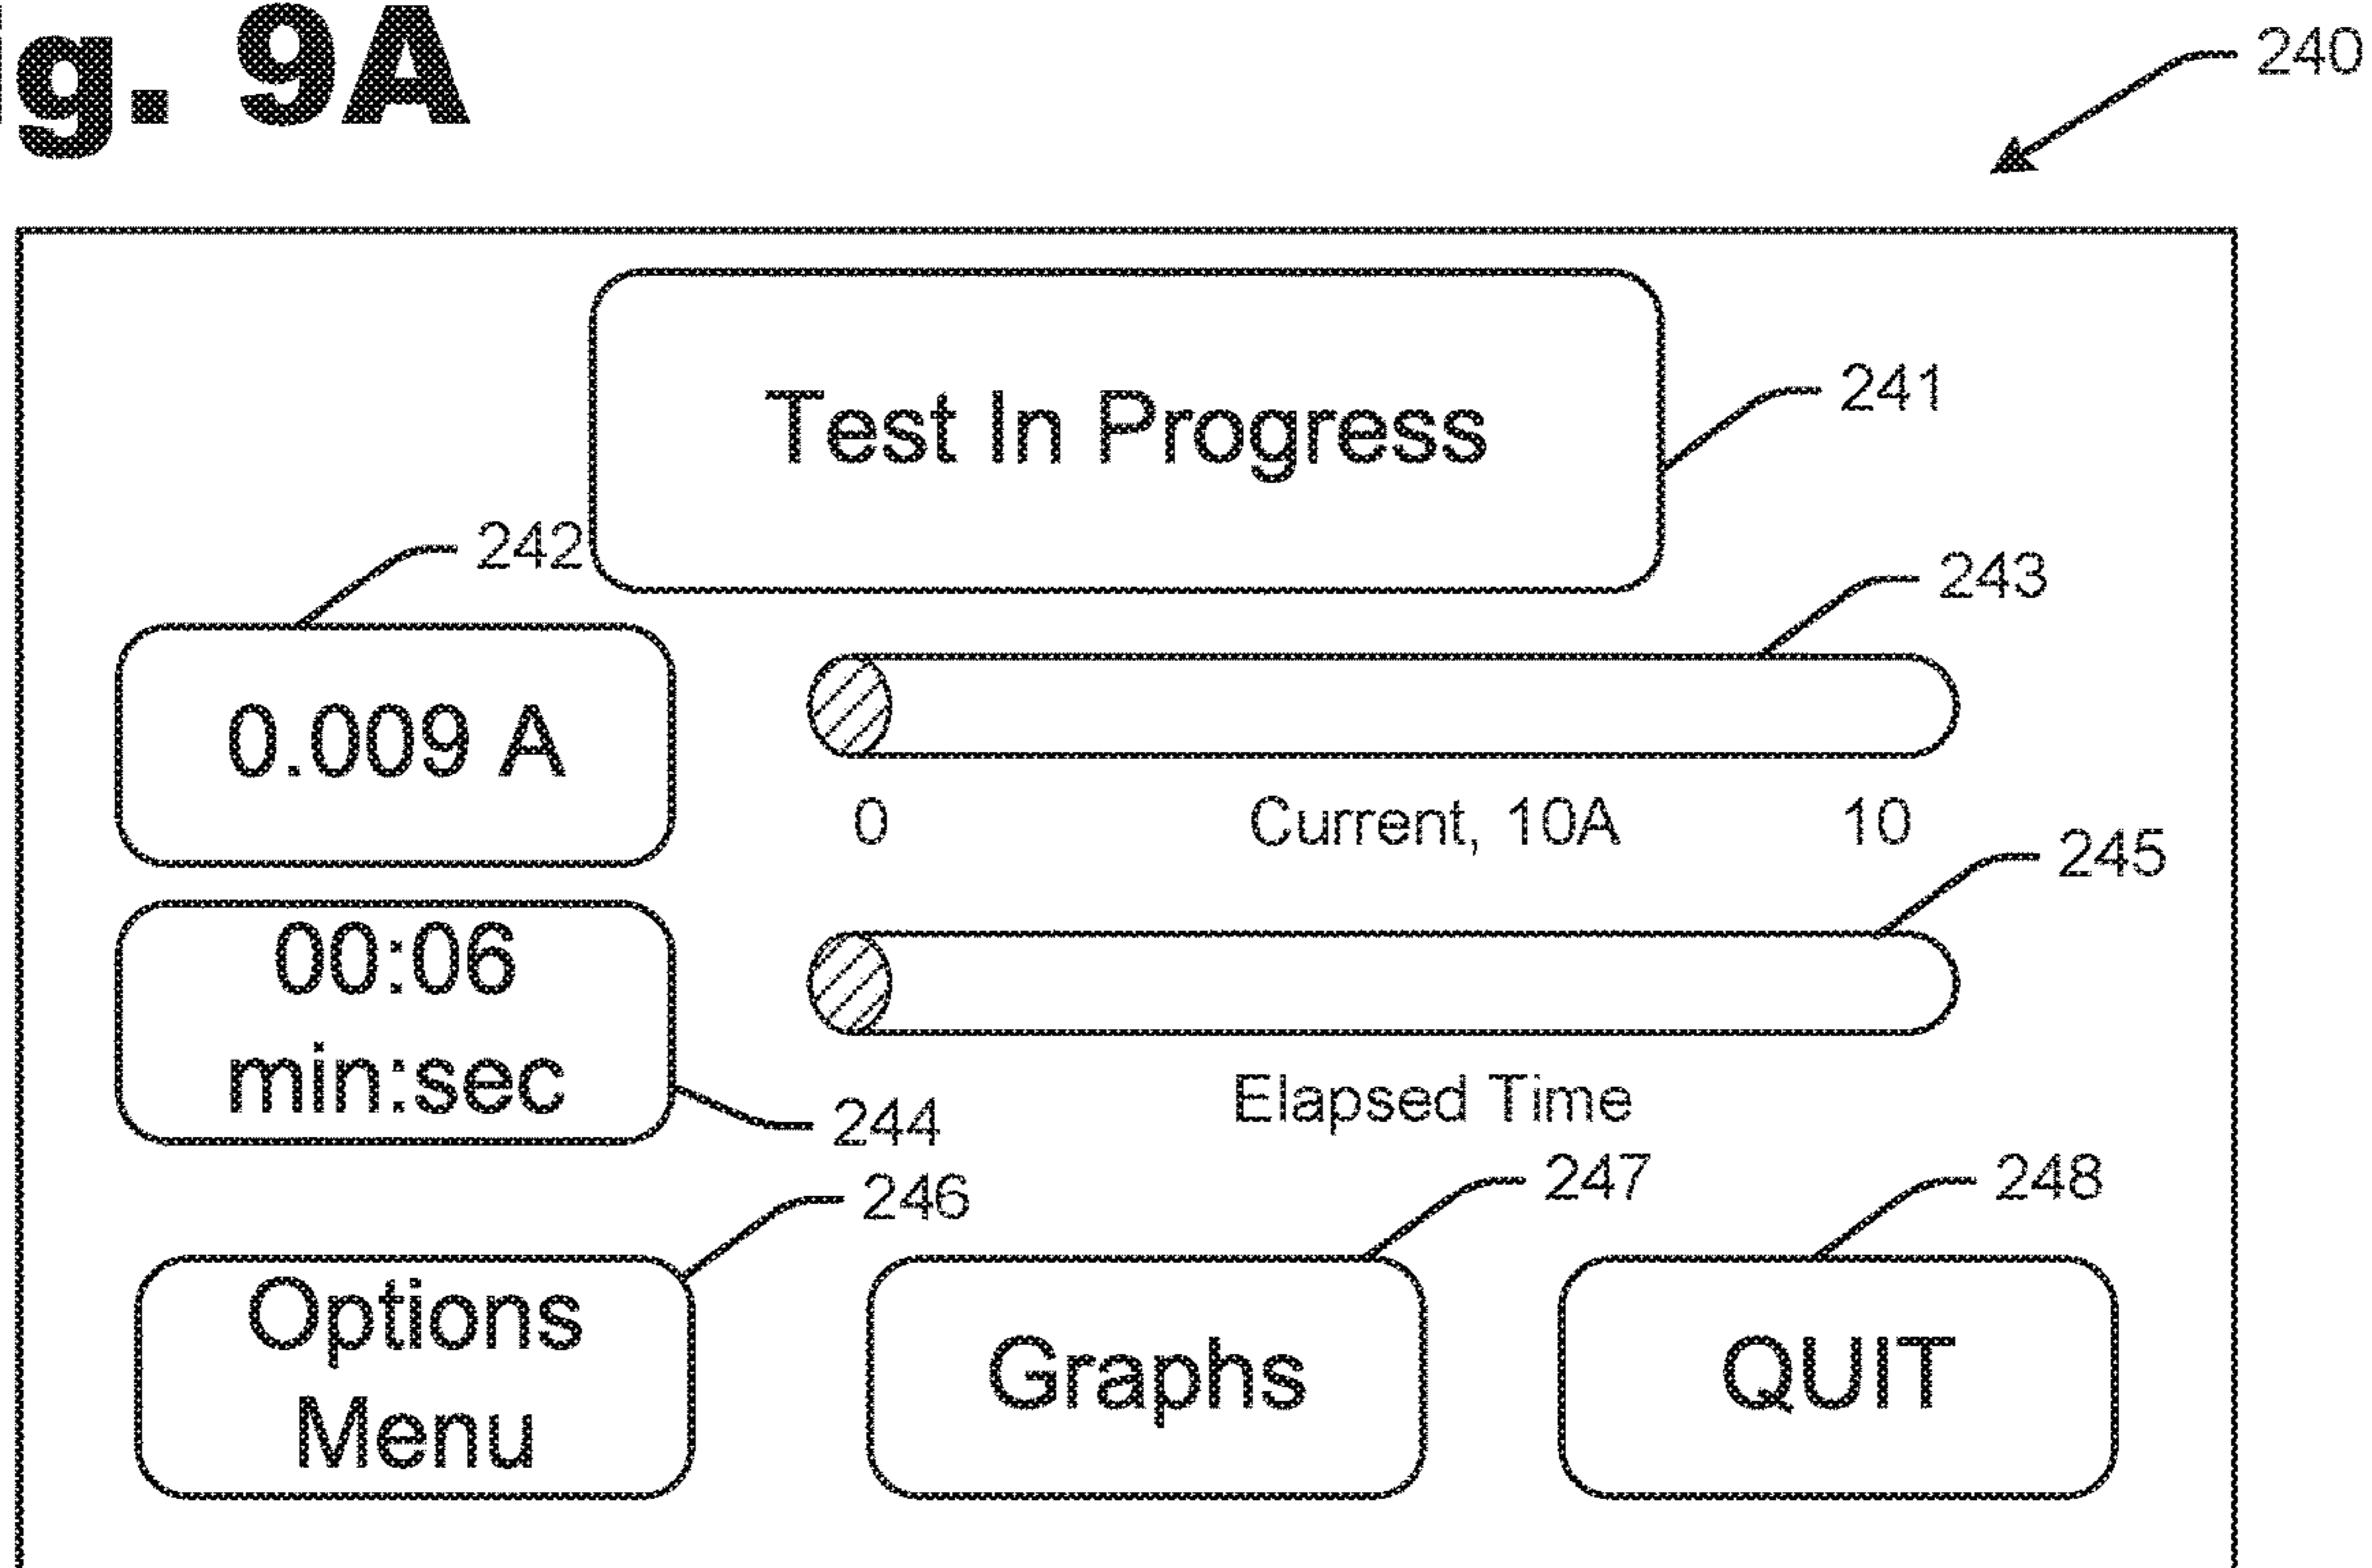 ig. 9A
240
Test In Progress
241
242
243
0.009 A
0 Current, 10A 10
245
00:06
min:sec
244
Elapsed Time
246
247
248
Options
Menu
Graphs
QUIT